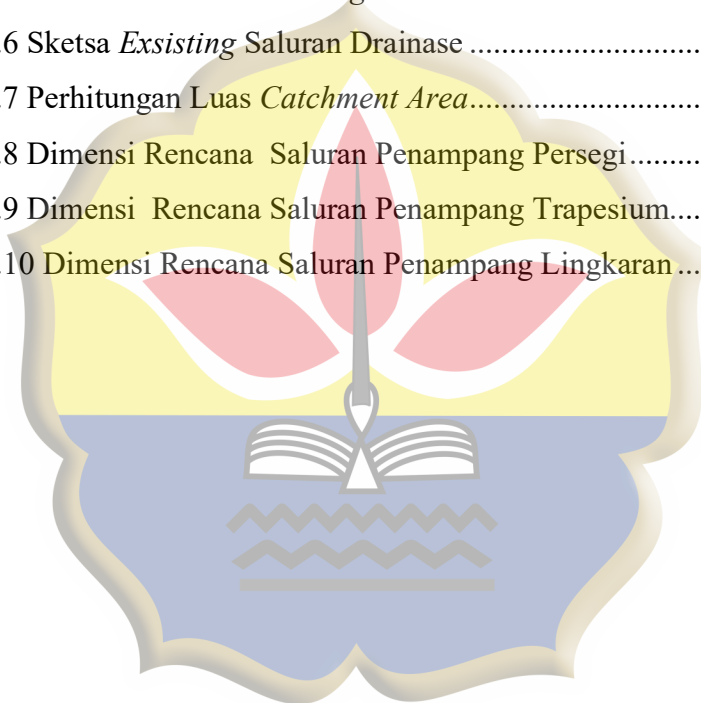 .6 Sketsa Exsisting Saluran Drainase ............................
.7 Perhitungan Luas Catchment Area............................
.8 Dimensi Rencana Saluran Penampang Persegi.........
.9 Dimensi Rencana Saluran Penampang Trapesium....
.10 Dimensi Rencana Saluran Penampang Lingkaran ...